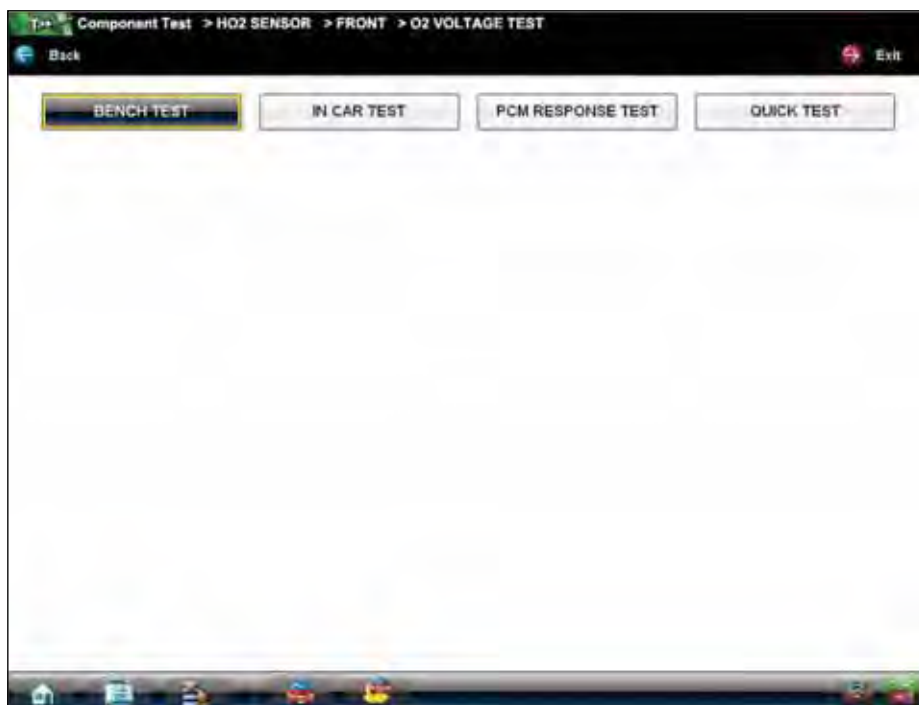 Component Test > HO2 SENSOR > FRONT > O2 VOLTAGE TEST
Back Exit
BENCH TEST IN CAR TEST PCM RESPONSE TEST QUICK TEST